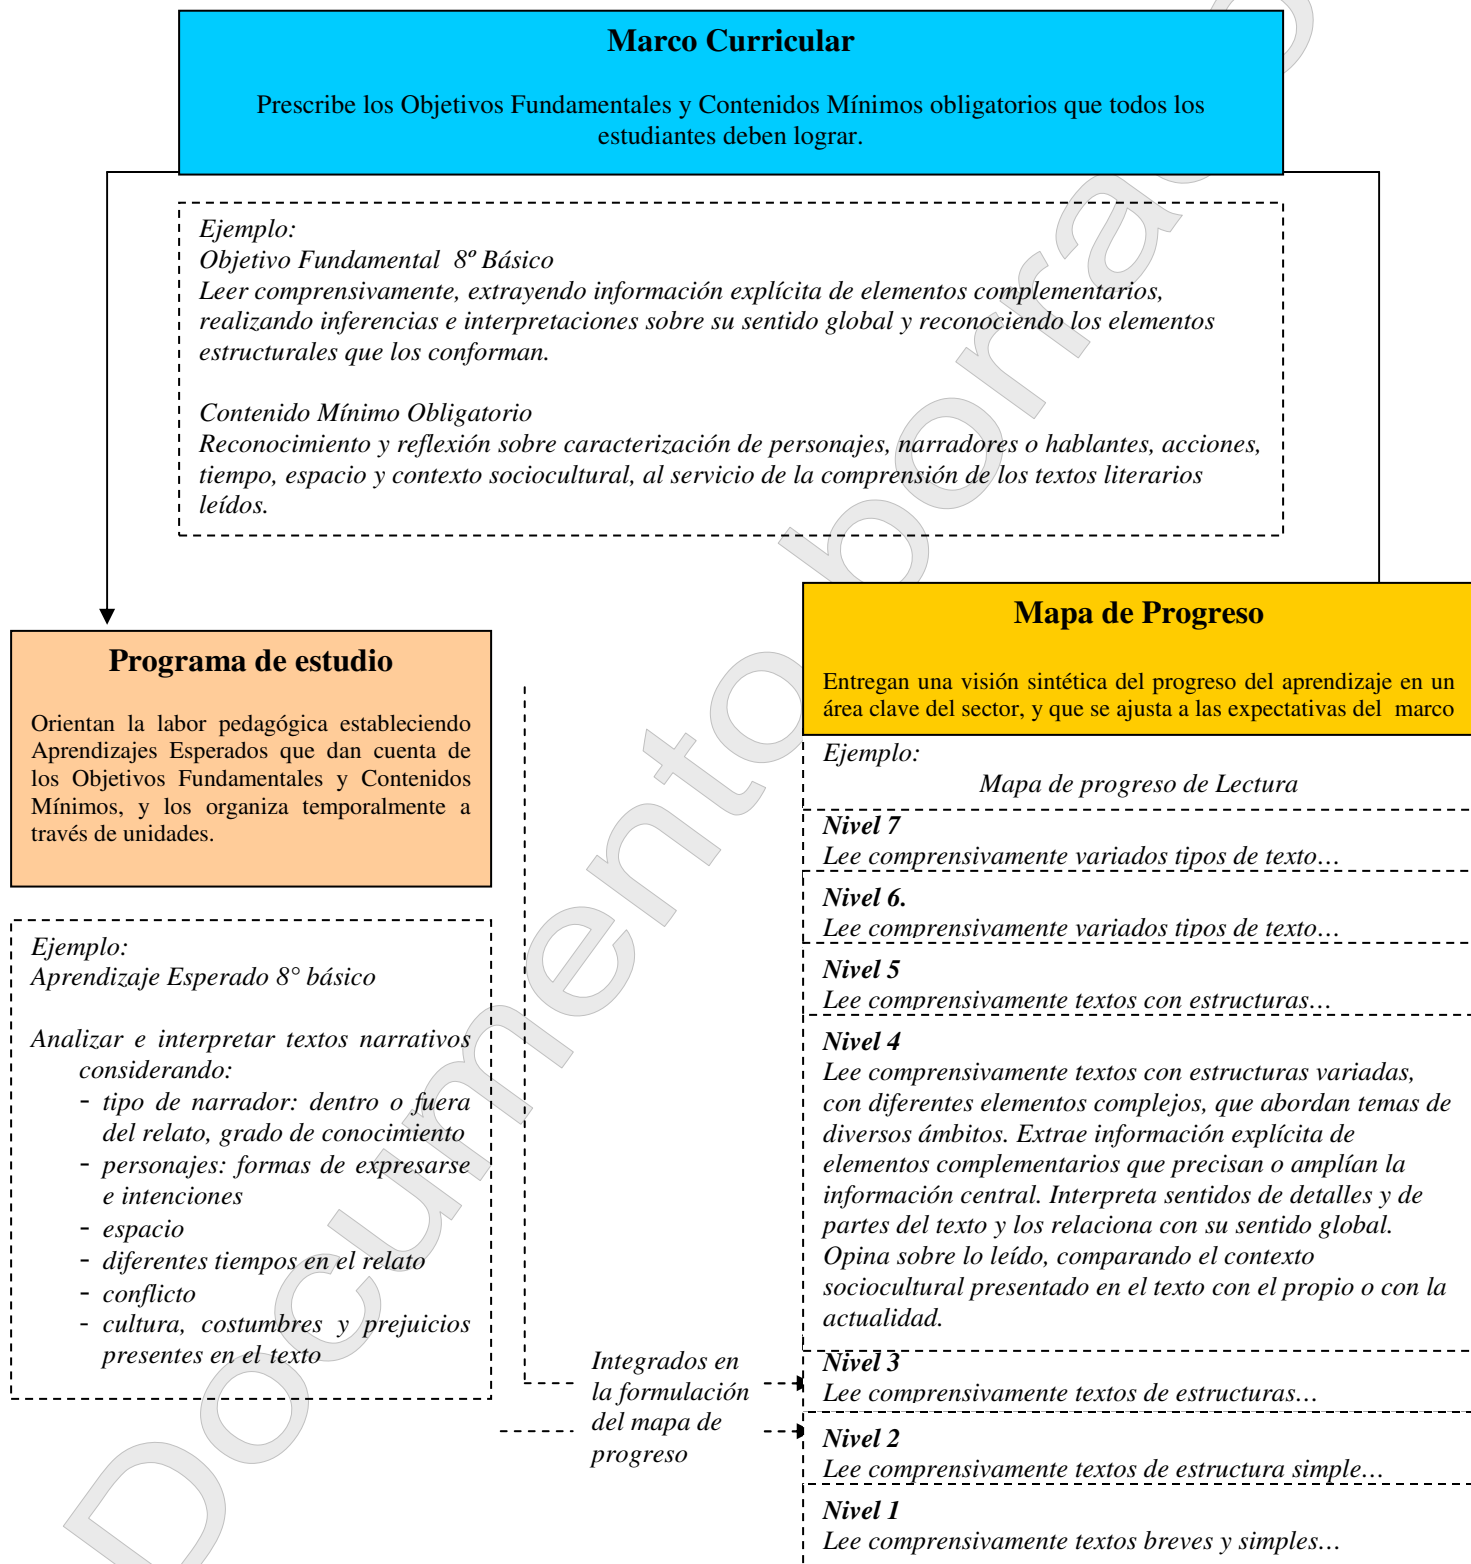 Marco Curricular
Prescribe los Objetivos Fundamentales y Contenidos Mínimos obligatorios que todos los
estudiantes deben lograr.
Ejemplo:
Objetivo Fundamental 8º Básico
Leer comprensivamente, extrayendo información explícita de elementos complementarios,
realizando inferencias e interpretaciones sobre su sentido global y reconociendo los elementos
estructurales que los conforman.
Contenido Mínimo Obligatorio
Reconocimiento y reflexión sobre caracterización de personajes, narradores o hablantes, acciones,
tiempo, espacio y contexto sociocultural, al servicio de la comprensión de los textos literarios
leídos.
Programa de estudio
Orientan la labor pedagógica estableciendo
Aprendizajes Esperados que dan cuenta de
los Objetivos Fundamentales y Contenidos
Mínimos, y los organiza temporalmente a
través de unidades.
Ejemplo:
Aprendizaje Esperado 8° básico
Analizar e interpretar textos narrativos
considerando:
- tipo de narrador: dentro o fuera
del relato, grado de conocimiento
- personajes: formas de expresarse
e intenciones
- espacio
- diferentes tiempos en el relato
- conflicto
- cultura, costumbres y prejuicios
presentes en el texto
Integrados en
la formulación
del mapa de
progreso
Mapa de Progreso
Entregan una visión sintética del progreso del aprendizaje en un
área clave del sector, y que se ajusta a las expectativas del marco
Ejemplo:
Mapa de progreso de Lectura
Nivel 7
Lee comprensivamente variados tipos de texto…
Nivel 6.
Lee comprensivamente variados tipos de texto…
Nivel 5
Lee comprensivamente textos con estructuras…
Nivel 4
Lee comprensivamente textos con estructuras variadas,
con diferentes elementos complejos, que abordan temas de
diversos ámbitos. Extrae información explícita de
elementos complementarios que precisan o amplían la
información central. Interpreta sentidos de detalles y de
partes del texto y los relaciona con su sentido global.
Opina sobre lo leído, comparando el contexto
sociocultural presentado en el texto con el propio o con la
actualidad.
Nivel 3
Lee comprensivamente textos de estructuras…
Nivel 2
Lee comprensivamente textos de estructura simple…
Nivel 1
Lee comprensivamente textos breves y simples…
Documento borrador